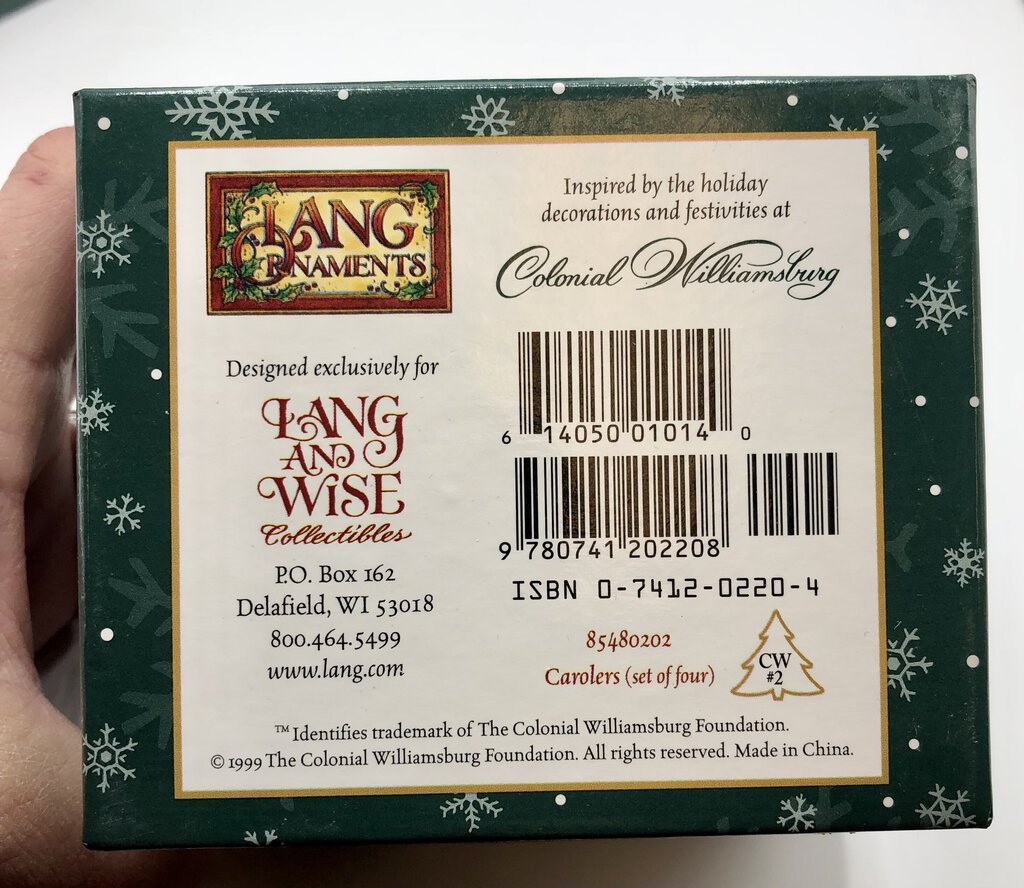 LANG
ORNAMENTS
Inspired by the holiday
decorations and festivities at
Colonial Williamsburg
Designed exclusively for
LANG
AND
WISE
Collectibles
P.O. Box 162
Delafield, WI 53018
800.464.5499
www.lang.com
6 14050 01014 0
9 780741 202208
ISBN 0-7412-0220-4
85480202
Carolers (set of four)
CW
#2
™ Identifies trademark of The Colonial Williamsburg Foundation.
© 1999 The Colonial Williamsburg Foundation. All rights reserved. Made in China.